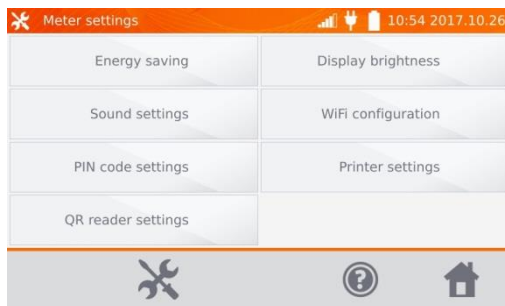 Meter settings 10:54 2017.10.26
Energy saving Display brightness
Sound settings WiFi configuration
PIN code settings Printer settings
QR reader settings
?